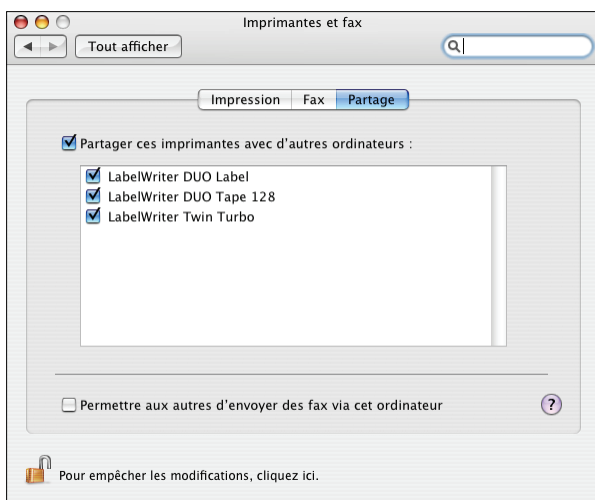 Imprimantes et fax
Tout afficher
Impression Fax Partage
Partager ces imprimantes avec d'autres ordinateurs :
LabelWriter DUO Label
LabelWriter DUO Tape 128
LabelWriter Twin Turbo
Permettre aux autres d'envoyer des fax via cet ordinateur ?
Pour empêcher les modifications, cliquez ici.